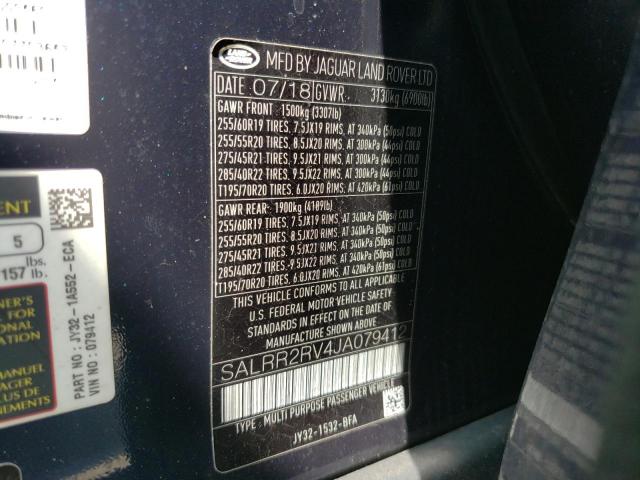 LAND ROVER
MFD BY JAGUAR LAND ROVER LTD
DATE 07/18 GVWR. 3130kg (6900lb)
GAWR FRONT 1500kg (3307lb)
255/60R19 TIRES, 7.5JX19 RIMS, AT 340kPa (50psi) COLD
255/55R20 TIRES, 8.5JX20 RIMS, AT 300kPa (44psi) COLD
275/45R21 TIRES, 9.5JX21 RIMS, AT 300kPa (44psi) COLD
285/40R22 TIRES, 9.5JX22 RIMS, AT 300kPa (44psi) COLD
T195/70R20 TIRES, 6.0JX20 RIMS, AT 420kPa (61psi) COLD
GAWR REAR: 1900kg (4189lb)
255/60R19 TIRES, 7.5JX19 RIMS, AT 340kPa (50psi) COLD
255/55R20 TIRES, 8.5JX20 RIMS, AT 340kPa (50psi) COLD
275/45R21 TIRES, 9.5JX21 RIMS, AT 340kPa (50psi) COLD
285/40R22 TIRES, 9.5JX22 RIMS, AT 340kPa (50psi) COLD
T195/70R20 TIRES, 6.0JX20 RIMS, AT 420kPa (61psi) COLD
THIS VEHICLE CONFORMS TO ALL APPLICABLE
U.S. FEDERAL MOTOR VEHICLE SAFETY
STANDARDS IN EFFECT ON THE DATE OF
MANUFACTURE SHOWN ABOVE
SALRR2RV4JA079412
TYPE: MULTI PURPOSE PASSENGER VEHICLE
JY32-1532-BFA
5
lbs.
157 lb.
PART NO: JY32-1A552-ECA
VIN NO: 079412